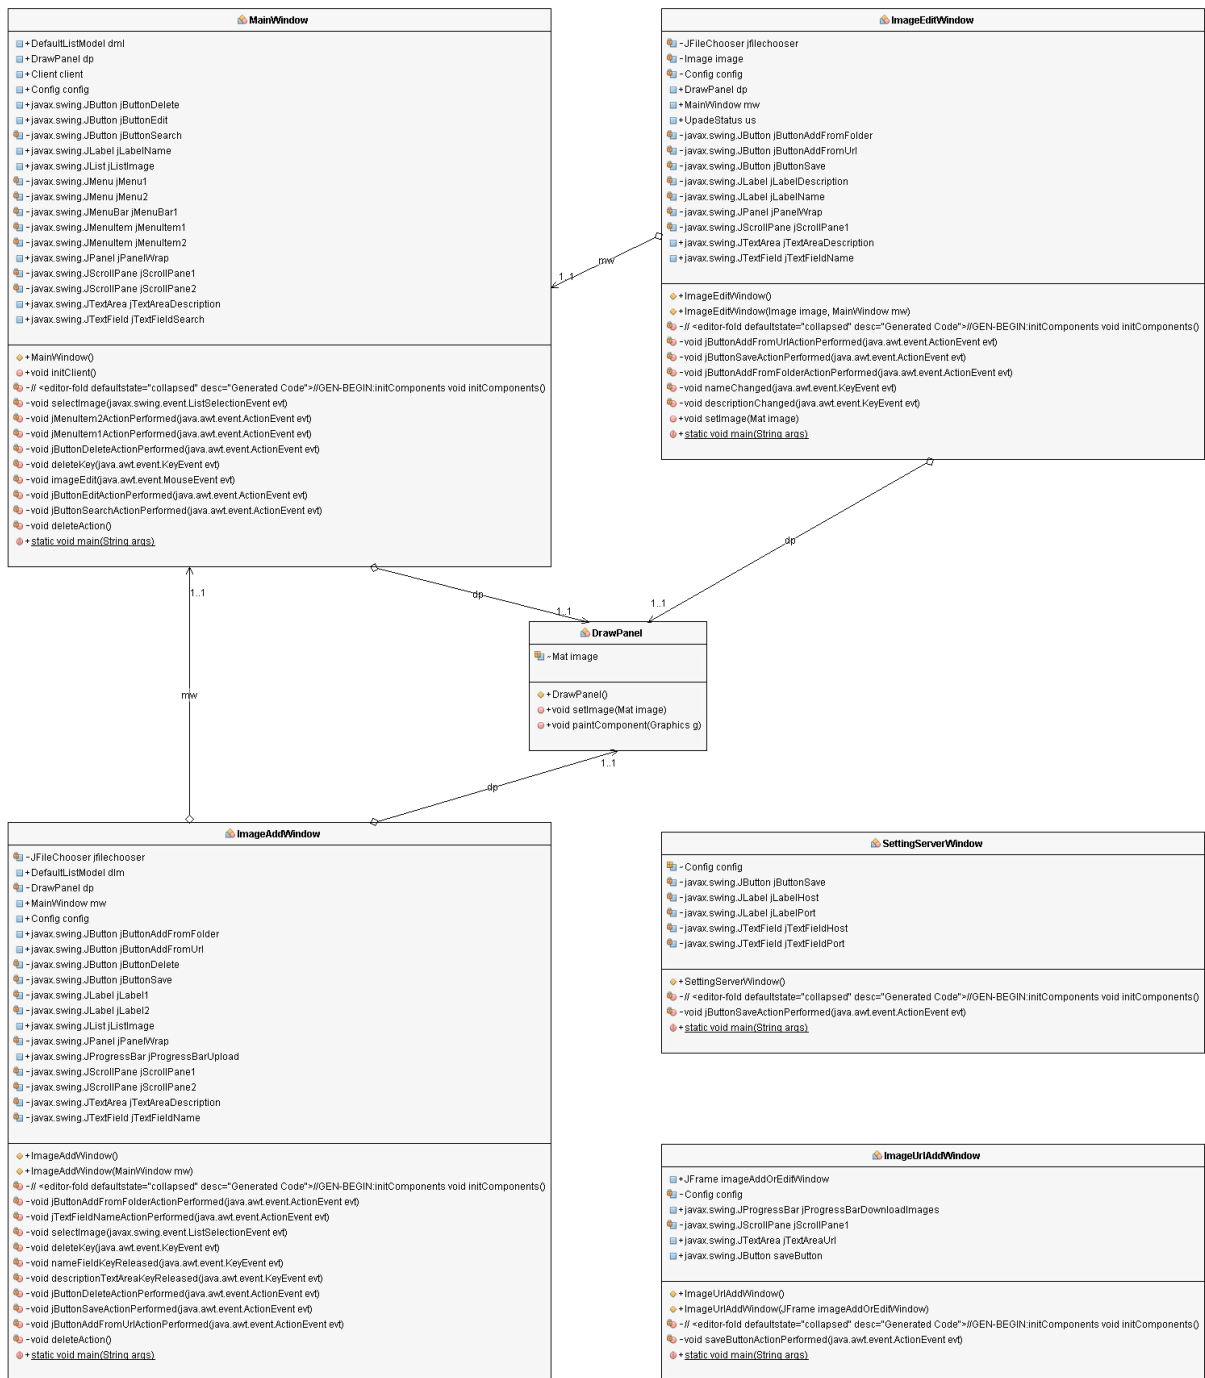 MainWindow
+DefaultListModel dml
+DrawPanel dp
+Client client
+Config config
+javax.swing.JButton jButtonDelete
+javax.swing.JButton jButtonEdit
-javax.swing.JButton jButtonSearch
+javax.swing.JLabel jLabelName
+javax.swing.JList jListImage
-javax.swing.JMenu jMenu1
-javax.swing.JMenu jMenu2
-javax.swing.JMenuBar jMenuBar1
-javax.swing.JMenuItem jMenuItem1
-javax.swing.JMenuItem jMenuItem2
+javax.swing.JPanel jPanelWrap
-javax.swing.JScrollPane jScrollPane1
-javax.swing.JScrollPane jScrollPane2
+javax.swing.JTextArea jTextAreaDescription
+javax.swing.JTextField jTextFieldSearch
+MainWindow()
+void initClient()
-// <editor-fold defaultstate="collapsed" desc="Generated Code">//GEN-BEGIN:initComponents void initComponents()
-void selectImage(javax.swing.event.ListSelectionEvent evt)
-void jMenuItem2ActionPerformed(java.awt.event.ActionEvent evt)
-void jMenuItem1ActionPerformed(java.awt.event.ActionEvent evt)
-void jButtonDeleteActionPerformed(java.awt.event.ActionEvent evt)
-void deleteKey(java.awt.event.KeyEvent evt)
-void imageEdit(java.awt.event.MouseEvent evt)
-void jButtonEditActionPerformed(java.awt.event.ActionEvent evt)
-void jButtonSearchActionPerformed(java.awt.event.ActionEvent evt)
-void deleteAction()
+static void main(String args)
ImageEditWindow
-JFileChooser jfilechooser
-Image image
-Config config
+DrawPanel dp
+MainWindow mw
+UpadeStatus us
-javax.swing.JButton jButtonAddFromFolder
-javax.swing.JButton jButtonAddFromUrl
-javax.swing.JButton jButtonSave
-javax.swing.JLabel jLabelDescription
-javax.swing.JLabel jLabelName
-javax.swing.JPanel jPanelWrap
-javax.swing.JScrollPane jScrollPane1
+javax.swing.JTextArea jTextAreaDescription
+javax.swing.JTextField jTextFieldName
+ImageEditWindow()
+ImageEditWindow(Image image, MainWindow mw)
-// <editor-fold defaultstate="collapsed" desc="Generated Code">//GEN-BEGIN:initComponents void initComponents()
-void jButtonAddFromUrlActionPerformed(java.awt.event.ActionEvent evt)
-void jButtonSaveActionPerformed(java.awt.event.ActionEvent evt)
-void jButtonAddFromFolderActionPerformed(java.awt.event.ActionEvent evt)
-void nameChanged(java.awt.event.KeyEvent evt)
-void descriptionChanged(java.awt.event.KeyEvent evt)
+void setImage(Mat image)
+static void main(String args)
mw
1..1
dp
1..1
dp
1..1
1..1
mw
DrawPanel
~Mat image
+DrawPanel()
+void setImage(Mat image)
+void paintComponent(Graphics g)
1..1
dp
ImageAddWindow
-JFileChooser jfilechooser
+DefaultListModel dlm
-DrawPanel dp
+MainWindow mw
+Config config
+javax.swing.JButton jButtonAddFromFolder
+javax.swing.JButton jButtonAddFromUrl
-javax.swing.JButton jButtonDelete
-javax.swing.JButton jButtonSave
-javax.swing.JLabel jLabel1
-javax.swing.JLabel jLabel2
+javax.swing.JList jListImage
-javax.swing.JPanel jPanelWrap
+javax.swing.JProgressBar jProgressBarUpload
-javax.swing.JScrollPane jScrollPane1
-javax.swing.JScrollPane jScrollPane2
-javax.swing.JTextArea jTextAreaDescription
-javax.swing.JTextField jTextFieldName
+ImageAddWindow()
+ImageAddWindow(MainWindow mw)
-// <editor-fold defaultstate="collapsed" desc="Generated Code">//GEN-BEGIN:initComponents void initComponents()
-void jButtonAddFromFolderActionPerformed(java.awt.event.ActionEvent evt)
-void jTextFieldNameActionPerformed(java.awt.event.ActionEvent evt)
-void selectImage(javax.swing.event.ListSelectionEvent evt)
-void deleteKey(java.awt.event.KeyEvent evt)
-void nameFieldKeyReleased(java.awt.event.KeyEvent evt)
-void descriptionTextAreaKeyReleased(java.awt.event.KeyEvent evt)
-void jButtonDeleteActionPerformed(java.awt.event.ActionEvent evt)
-void jButtonSaveActionPerformed(java.awt.event.ActionEvent evt)
-void jButtonAddFromUrlActionPerformed(java.awt.event.ActionEvent evt)
-void deleteAction()
+static void main(String args)
SettingServerWindow
~Config config
-javax.swing.JButton jButtonSave
-javax.swing.JLabel jLabelHost
-javax.swing.JLabel jLabelPort
-javax.swing.JTextField jTextFieldHost
-javax.swing.JTextField jTextFieldPort
+SettingServerWindow()
-// <editor-fold defaultstate="collapsed" desc="Generated Code">//GEN-BEGIN:initComponents void initComponents()
-void jButtonSaveActionPerformed(java.awt.event.ActionEvent evt)
+static void main(String args)
ImageUrlAddWindow
+JFrame imageAddOrEditWindow
-Config config
+javax.swing.JProgressBar jProgressBarDownloadImages
-javax.swing.JScrollPane jScrollPane1
+javax.swing.JTextArea jTextAreaUrl
+javax.swing.JButton saveButton
+ImageUrlAddWindow()
+ImageUrlAddWindow(JFrame imageAddOrEditWindow)
-// <editor-fold defaultstate="collapsed" desc="Generated Code">//GEN-BEGIN:initComponents void initComponents()
-void saveButtonActionPerformed(java.awt.event.ActionEvent evt)
+static void main(String args)